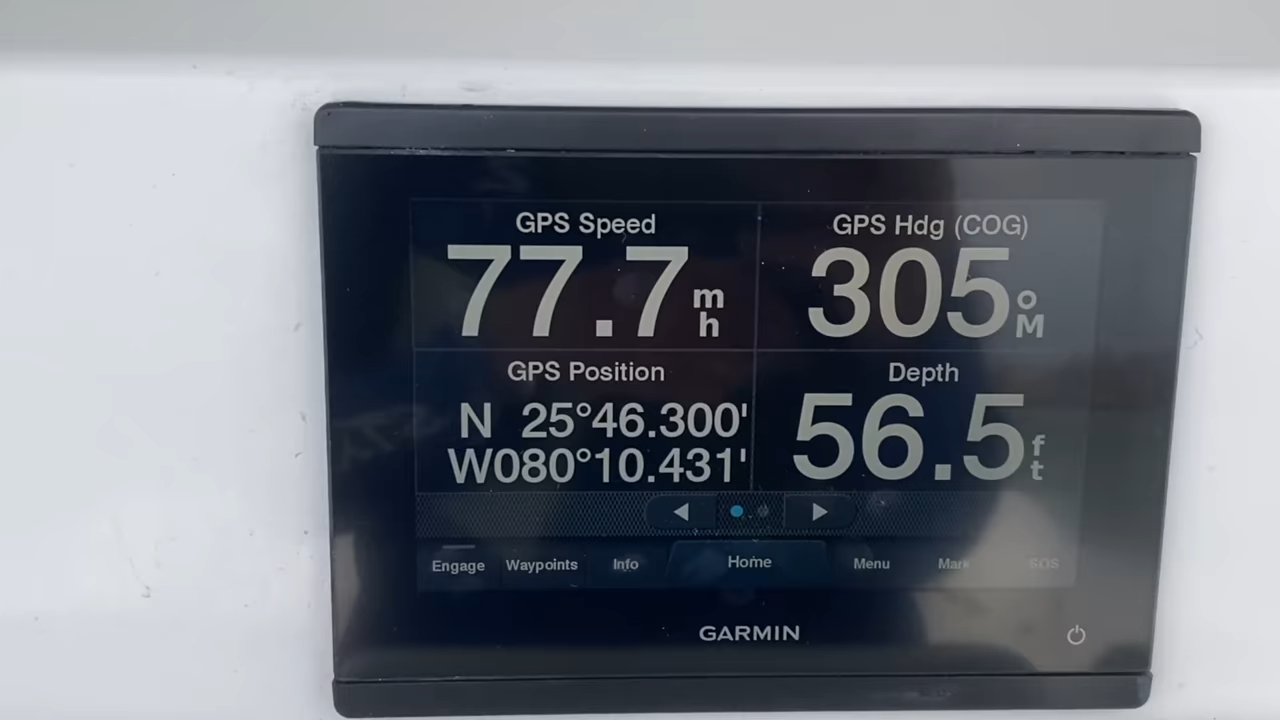 GPS Speed
77.7 mh
GPS Hdg (COG)
305 °M
GPS Position
N 25°46.300'
W080°10.431'
Depth
56.5 ft
Engage Waypoints Info Home Menu Mark SOS
GARMIN